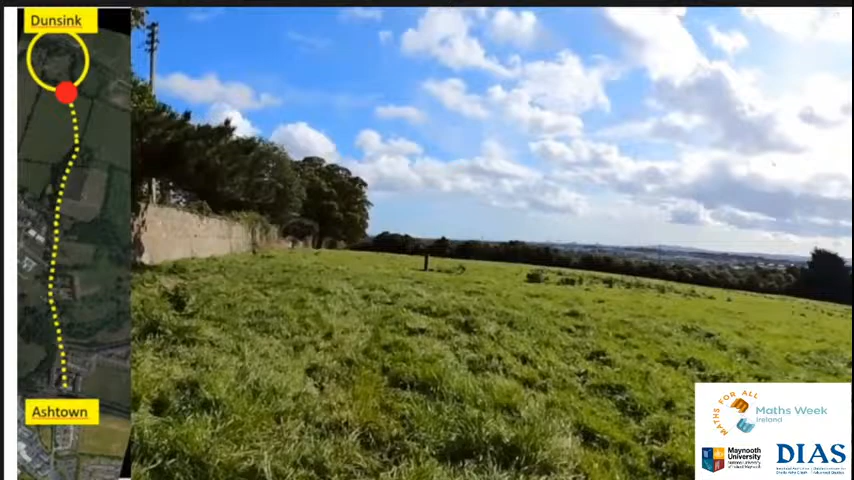 Dunsink
Ashtown
MATHS FOR ALL
Maths Week
Ireland
Maynooth
University
DIAS